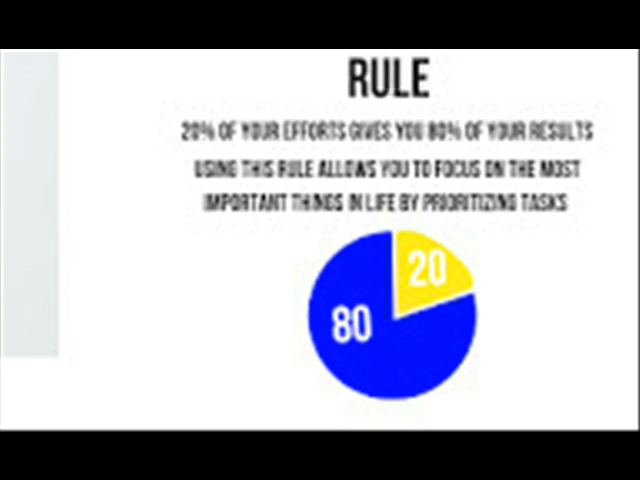 RULE
20% OF YOUR EFFORTS GIVES YOU 80% OF YOUR RESULTS
USING THIS RULE ALLOWS YOU TO FOCUS ON THE MOST
IMPORTANT THINGS IN LIFE BY PRIORITIZING TASKS
20
80